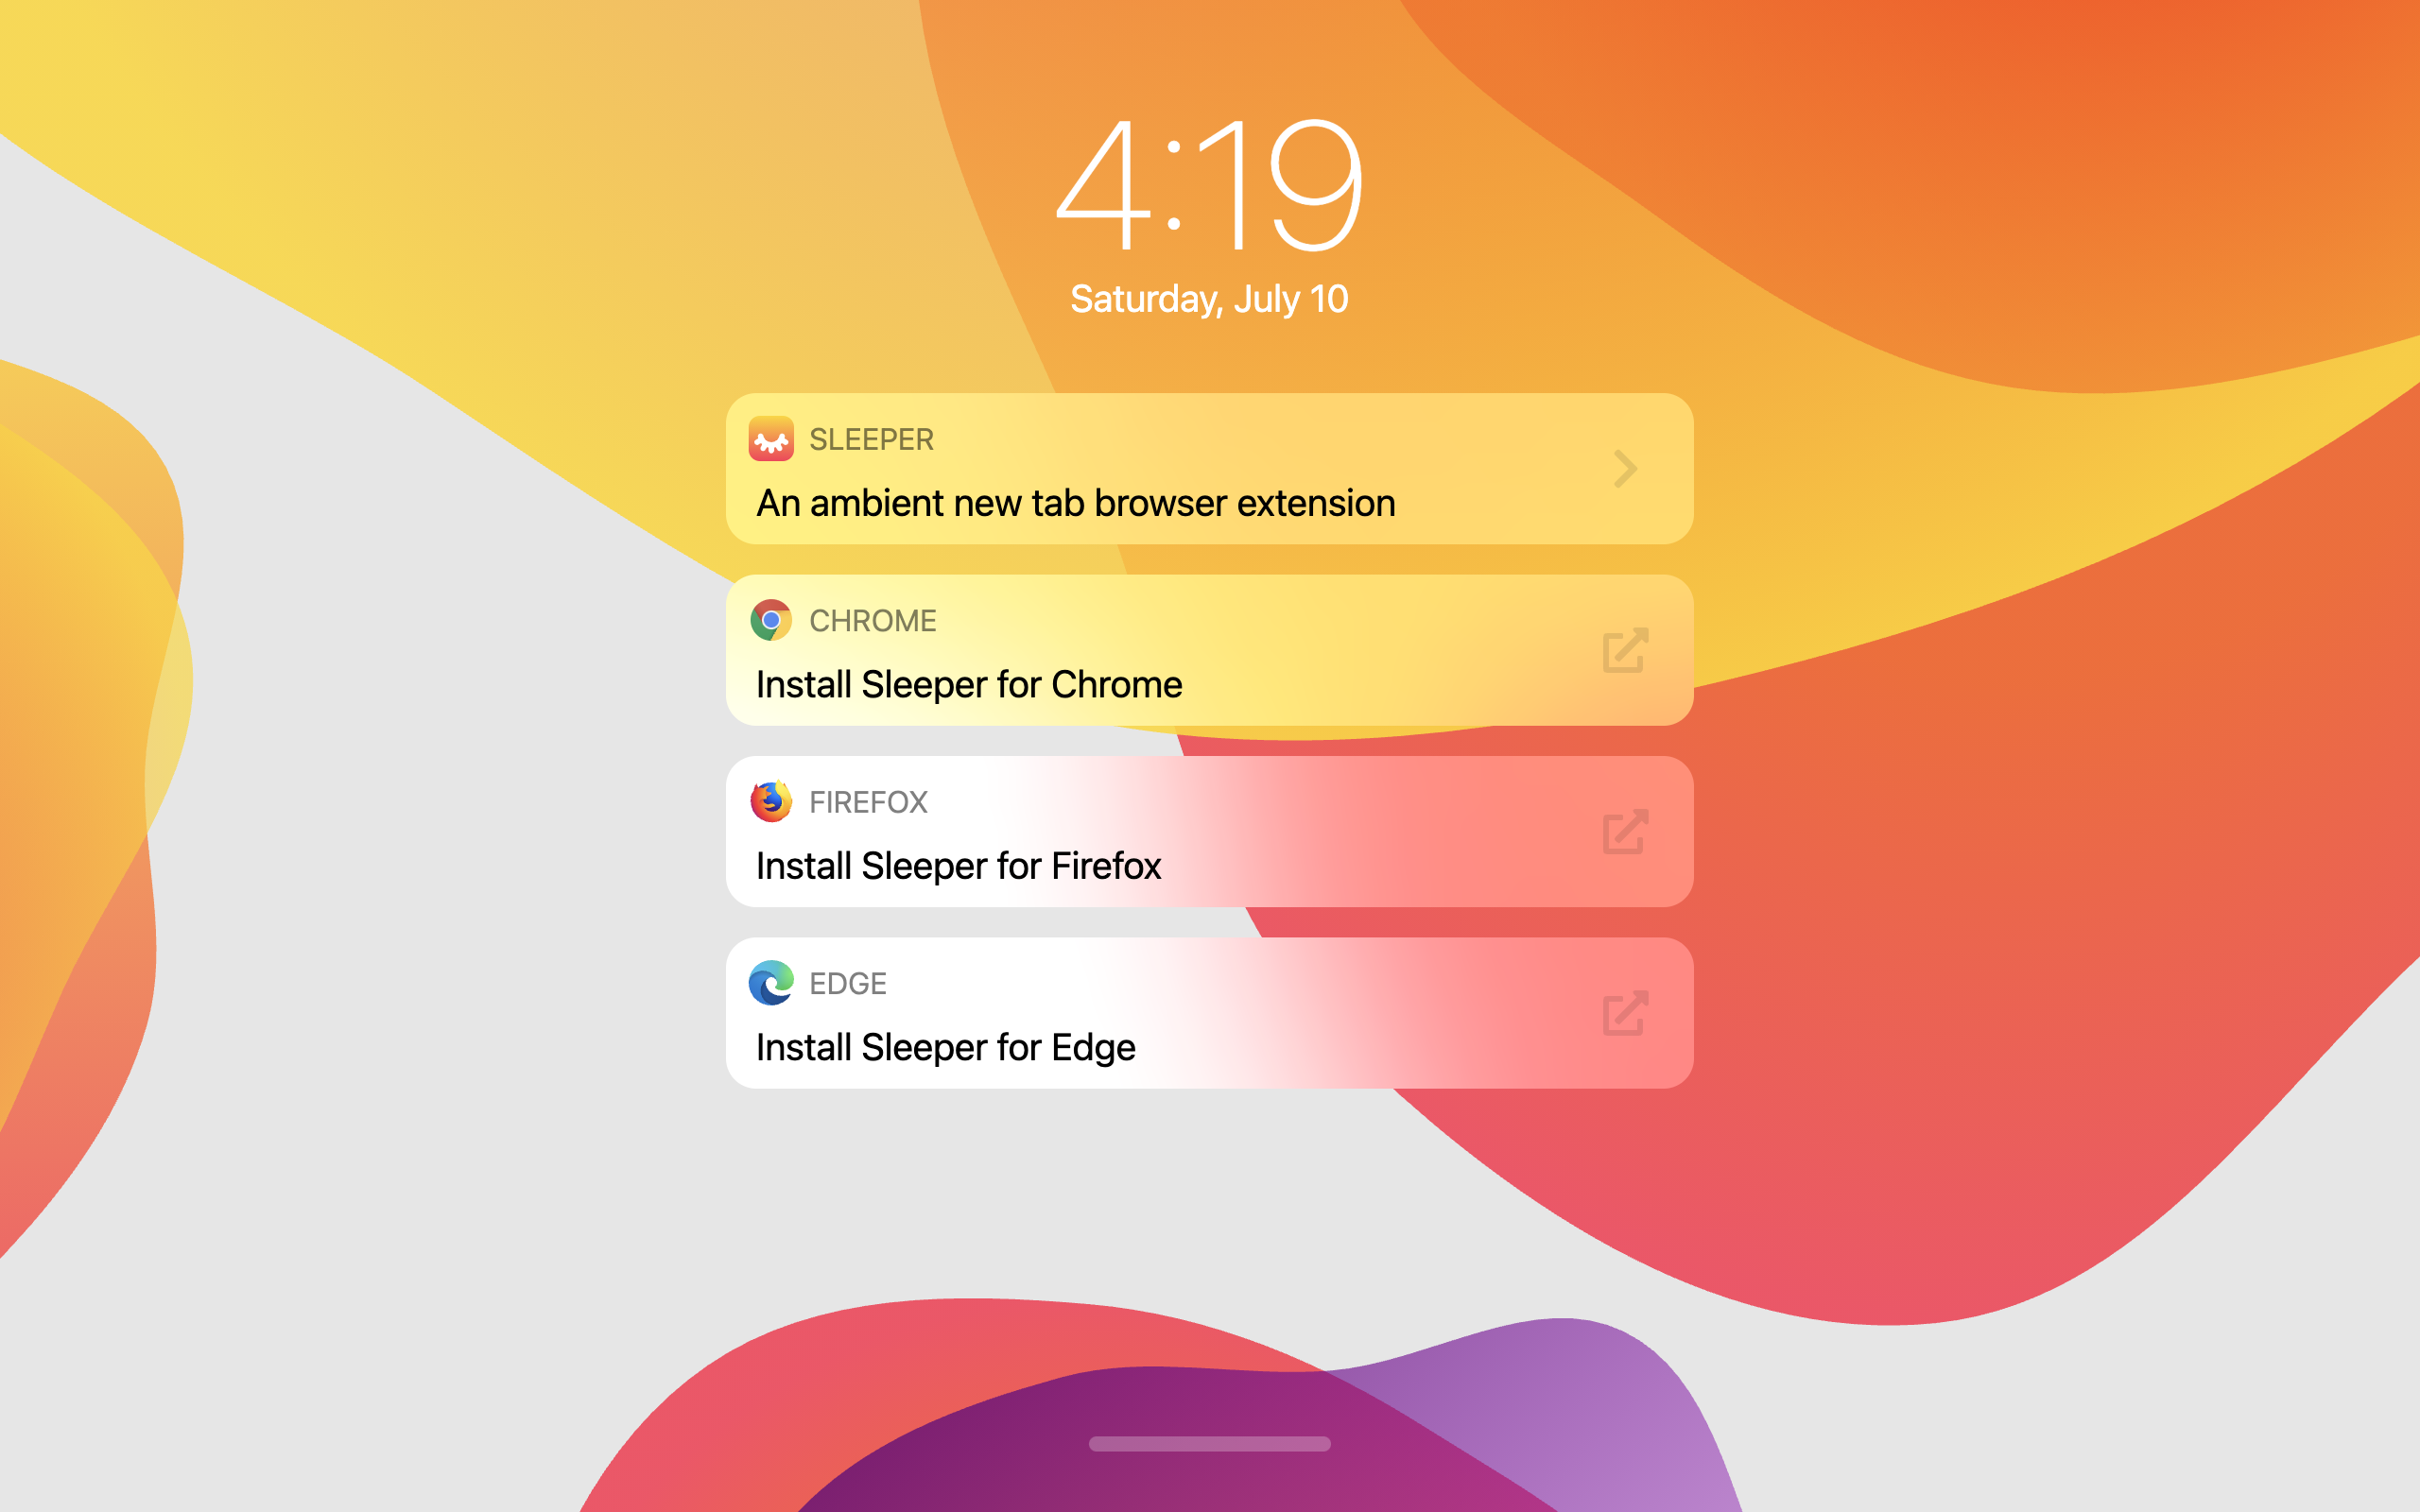 4:19
Saturday, July 10
SLEEPER
An ambient new tab browser extension
CHROME
Install Sleeper for Chrome
FIREFOX
Install Sleeper for Firefox
EDGE
Install Sleeper for Edge